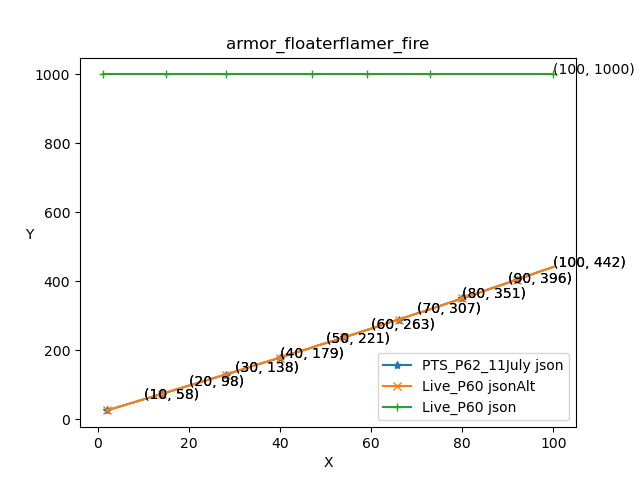 armor_floaterflamer_fire
1000
(100, 1000)
800
600
Y
400
(100, 442)
(90, 396)
(80, 351)
(70, 307)
(60, 263)
(50, 221)
200
(40, 179)
(30, 138)
(20, 98)
(10, 58)
0
PTS_P62_11July json
Live_P60 jsonAlt
Live_P60 json
0 20 40 60 80 100
X